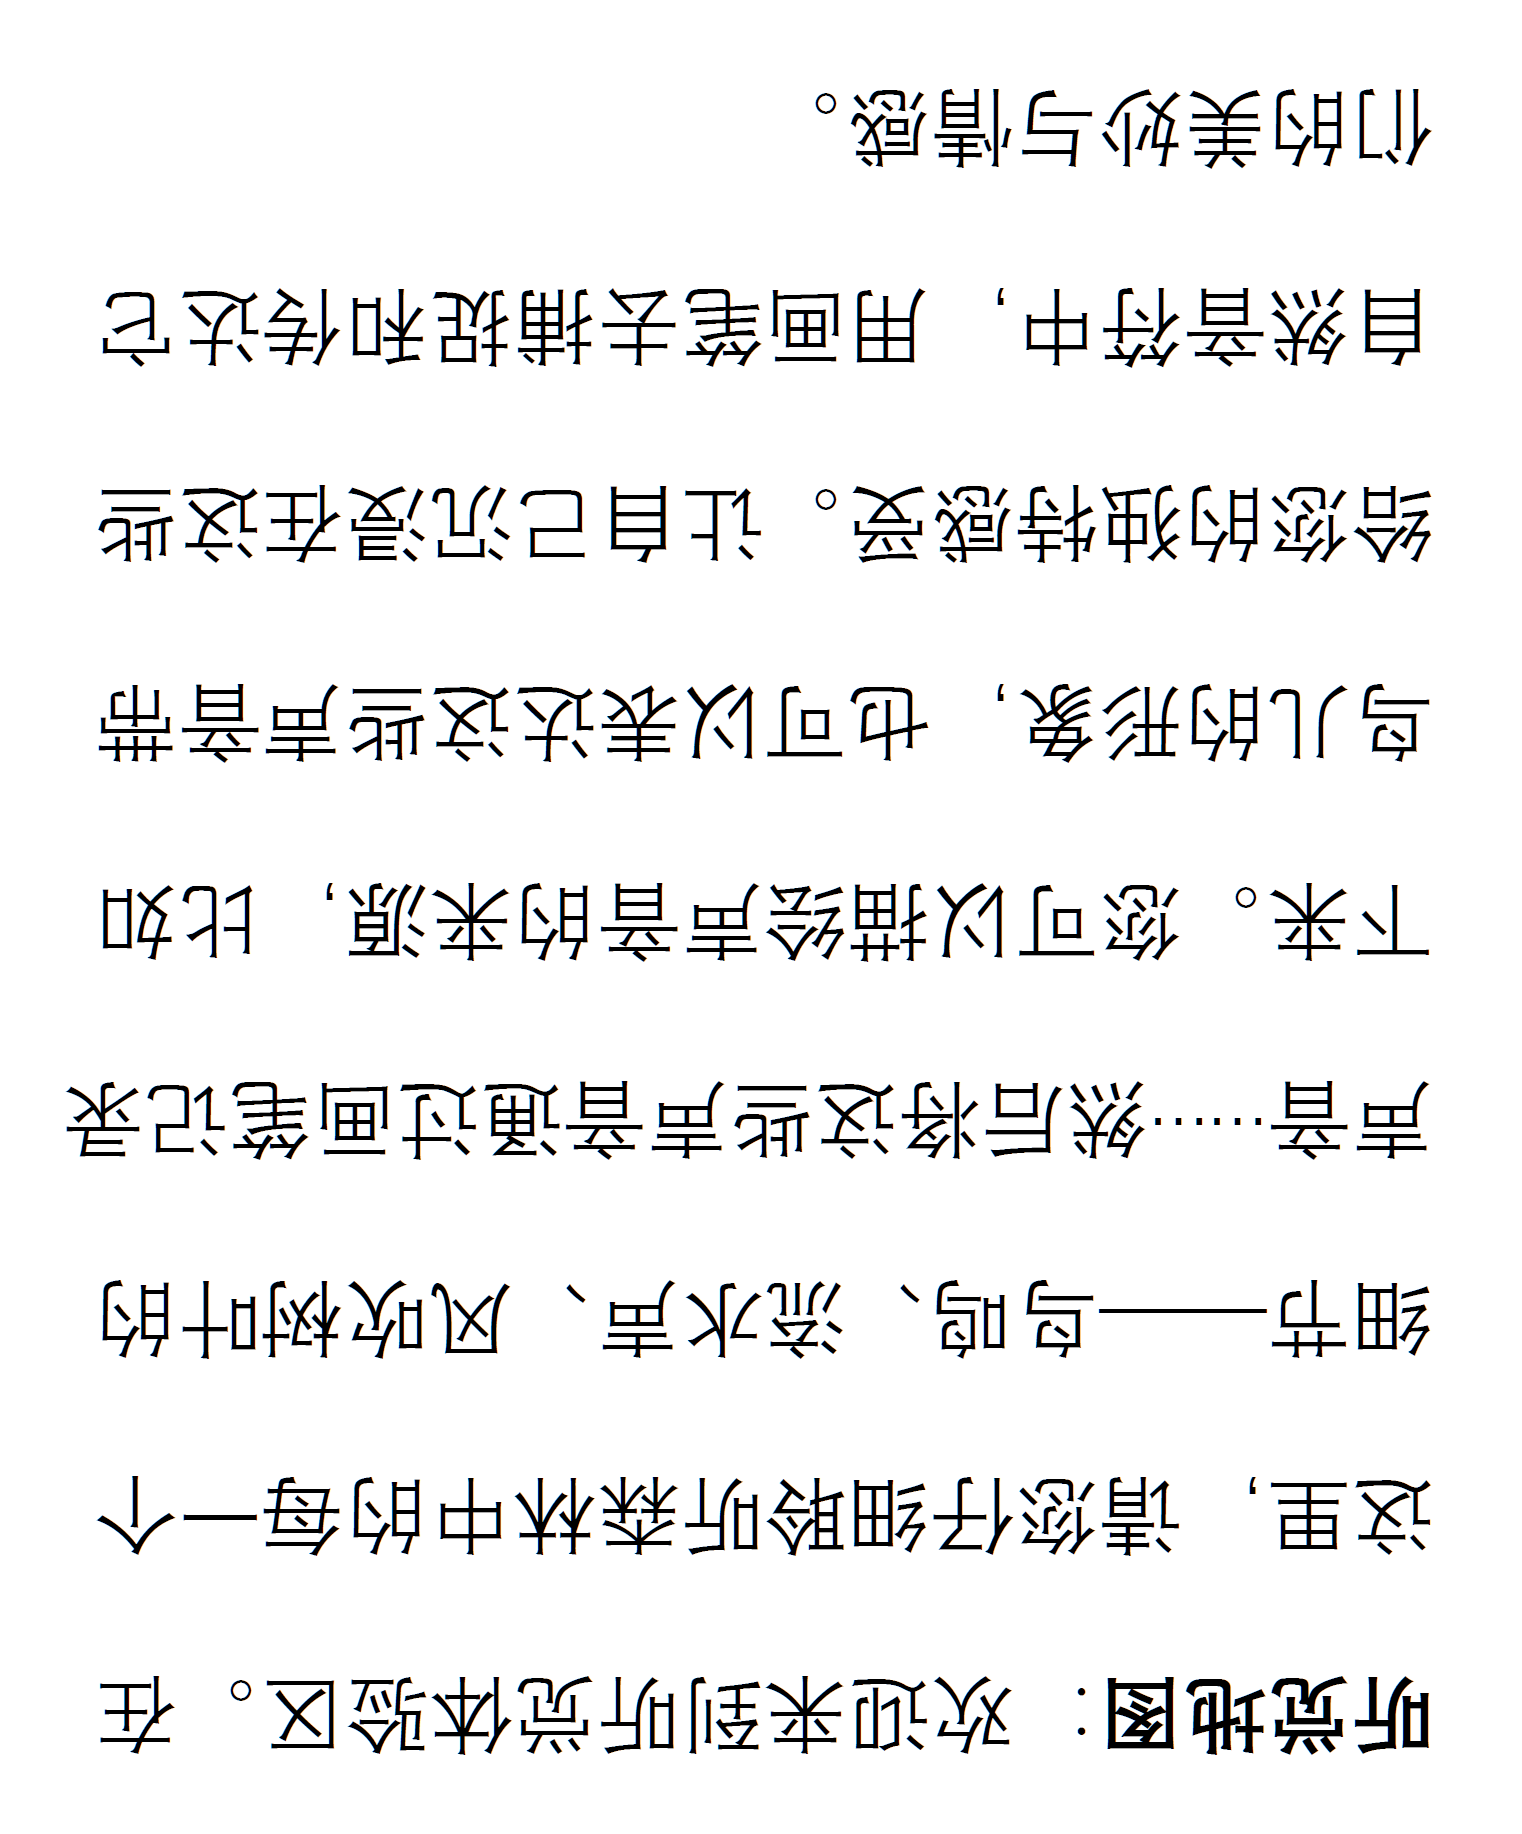 听觉地图：欢迎来到听觉体验区。在
这里，请您仔细聆听森林中的每一个
细节——鸟鸣、流水声、风吹树叶的
声音……然后将这些声音通过画笔记录
下来。您可以描绘声音的来源，比如
鸟儿的形象，也可以表达这些声音带
给您的独特感受。让自己沉浸在这些
自然音符中，用画笔去捕捉和传达它
们的美妙与情感。